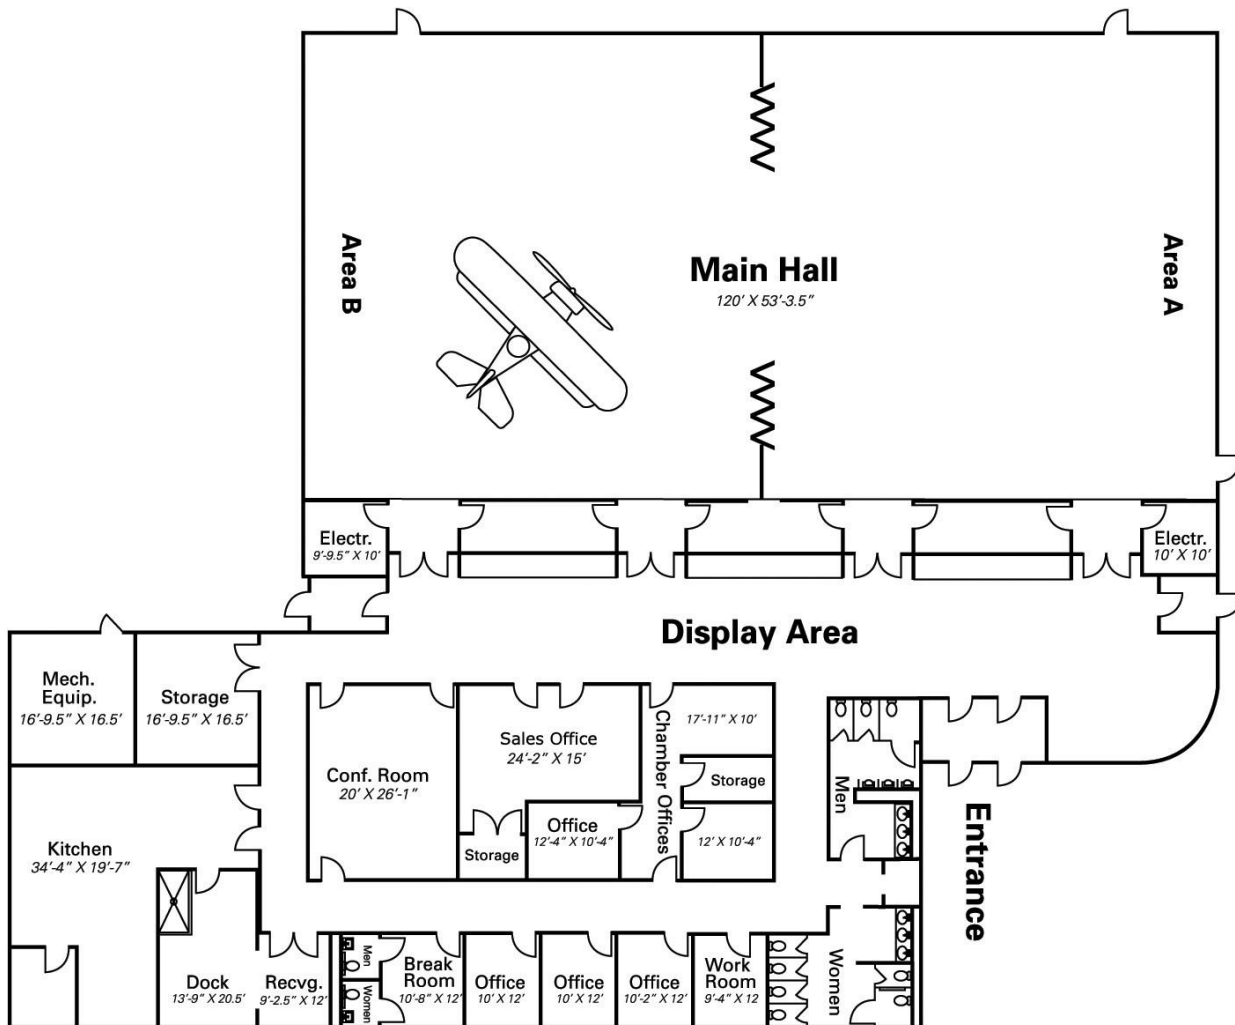 Area B
Main Hall
120' X 53'-3.5"
Area A
Electr.
9'-9.5" X 10'
Electr.
10' X 10'
Display Area
Mech.
Equip.
16'-9.5" X 16.5'
Storage
16'-9.5" X 16.5'
Conf. Room
20' X 26'-1"
Sales Office
24'-2" X 15'
Storage
Office
12'-4" X 10'-4"
Chamber Offices
17'-11" X 10'
Storage
12' X 10'-4"
Men
Entrance
Kitchen
34'-4" X 19'-7"
Dock
13'-9" X 20.5'
Recvg.
9'-2.5" X 12'
Men
Women
Break
Room
10'-8" X 12'
Office
10' X 12'
Office
10' X 12'
Office
10'-2" X 12'
Work
Room
9'-4" X 12
Women